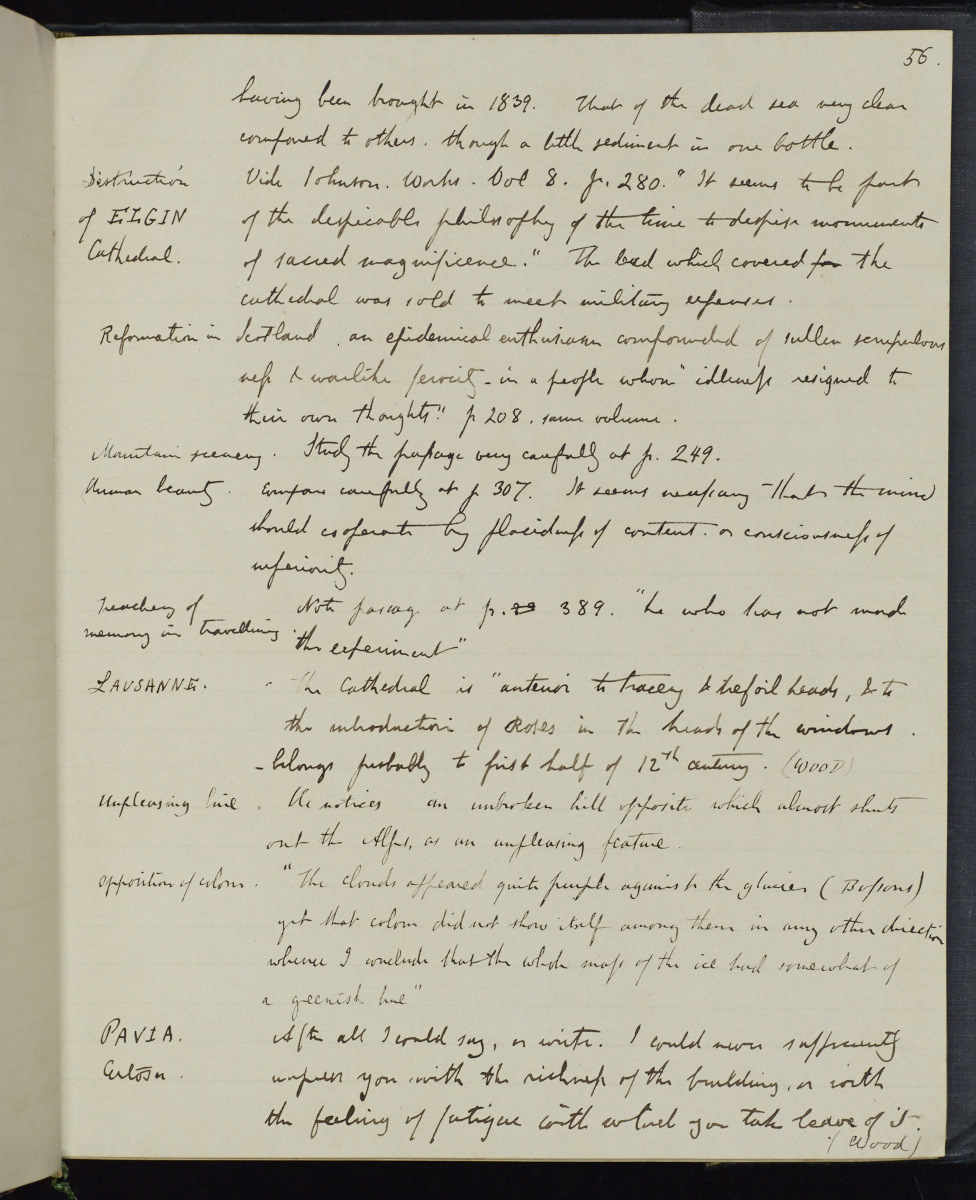 56.
having been brought in 1839. That of the dead sea very clear
compared to others. though a little sediment in one bottle.
Destruction Vide Johnson. Works. Vol 8. p. 280. "It seems to be part
of ELGIN of the despicable philosophy of the time to despise monuments
Cathedral. of sacred magnificence." The lead which covered the
cathedral was sold to meet military expenses.
Reformation in Scotland, an epidemical enthusiasm compounded of sullen scrupulous
ness & warlike ferocity - in a people whom "idleness resigned to
their own thoughts." p 208. same volume.
Mountain scenery. Study the passage very carefully at p. 249.
Human beauty. Compare carefully at p 307. It seems necessary that the mind
should cooperate by placidness of content. or consciousness of
inferiority.
Treachery of Note passage at p. 389. "he who has not made
memory in travelling. the experiment"
LAUSANNE. - The Cathedral is "anterior to tracery & trefoil heads, & to
the introduction of Roses in the heads of the windows.
- belongs probably to first half of 12th century. (WOOD)
Unpleasing line. He notices an unbroken hill opposite which almost shuts
out the Alps, as an unpleasing feature.
Opposition of colour. "The clouds appeared quite purple against the glacier (Bossons)
yet that colour did not show itself among them in any other direction
whence I conclude that the whole mass of the ice had somewhat of
a greenish hue"
PAVIA. After all I could say, or write. I could never sufficiently
Certosa. impress you with the richness of the building, or with
the feeling of fatigue with which you take leave of it.
(Wood)